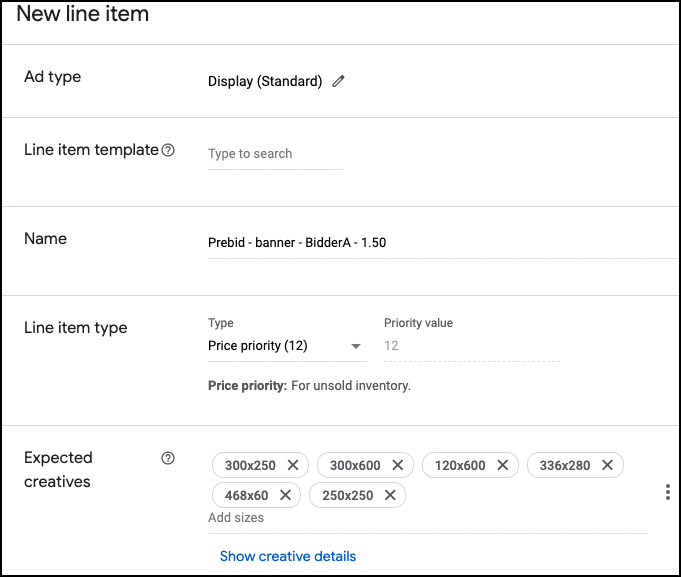 New line item
Ad type
Display (Standard)
Line item template
Type to search
Name
Prebid - banner - BidderA - 1.50
Line item type
Type
Priority value
Price priority (12)
12
Price priority: For unsold inventory.
Expected
creatives
300x250 300x600 120x600 336x280
468x60 250x250
Add sizes
Show creative details